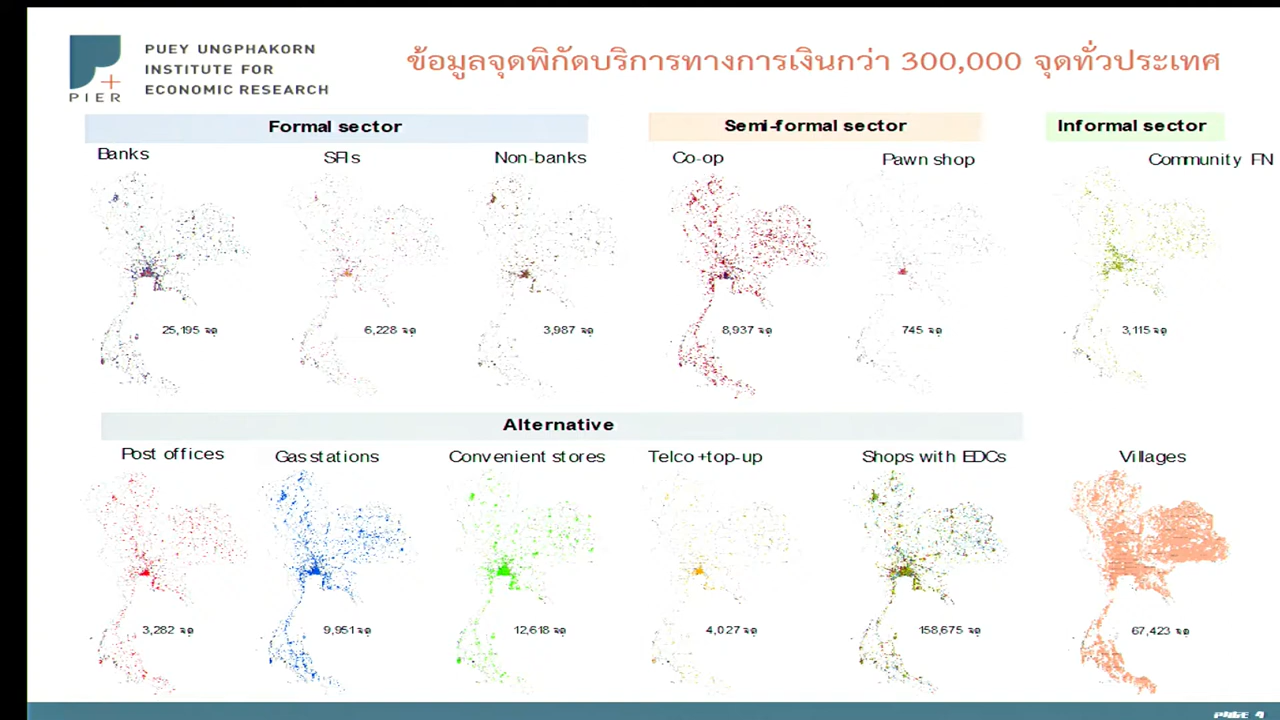 PUEY UNGPHAKORN
INSTITUTE FOR
ECONOMIC RESEARCH
PIER
ข้อมูลจุดพิกัดบริการทางการเงินกว่า 300,000 จุดทั่วประเทศ
Formal sector
Semi-formal sector
Informal sector
Banks
SFIs
Non-banks
Co-op
Pawn shop
Community FN
25,195 จุด
6,228 จุด
3,987 จุด
8,937 จุด
745 จุด
3,115 จุด
Alternative
Post offices
Gas stations
Convenient stores
Telco +top-up
Shops with EDCs
Villages
3,282 จุด
9,951 จุด
12,618 จุด
4,027 จุด
158,675 จุด
67,423 จุด
PAGE 4